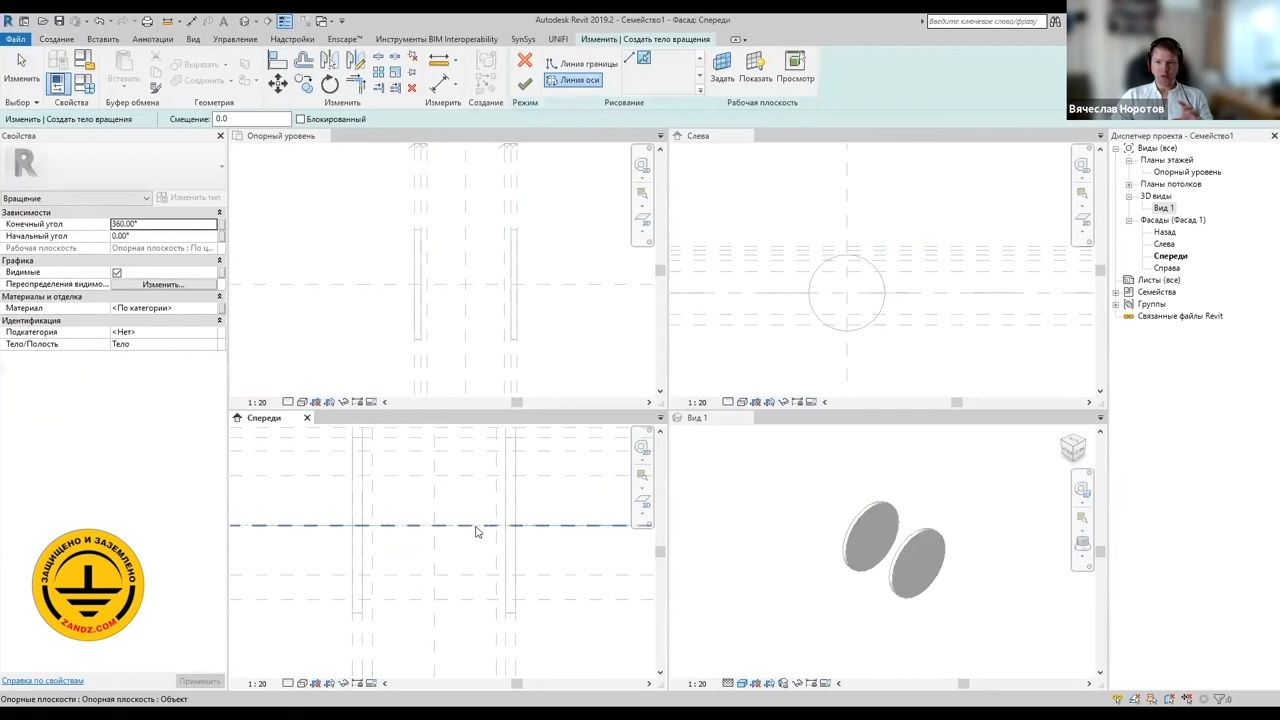 Autodesk Revit 2019.2 - Семейство1 - Фасад: Спереди
Введите ключевое слово/фразу
Файл
Создание
Вставить
Аннотации
Вид
Управление
Надстройки
Enscape™
Инструменты BIM Interoperability
SynSys
UNIFI
Изменить | Создать тело вращения
Изменить
Вставить
Вырезать
Соединить
Измерить
Создание
Линия границы
Линия оси
Задать
Показать
Просмотр
Выбор
Свойства
Буфер обмена
Геометрия
Изменить
Измерить
Создание
Режим
Рисование
Рабочая плоскость
Вячеслав Норотов
Изменить | Создать тело вращения
Смещение: 0.0
Блокированный
Свойства
Опорный уровень
Слева
Диспетчер проекта - Семейство1
Вращение
Изменить тип
Зависимости
Конечный угол 360.00°
Начальный угол 0.00°
Рабочая плоскость Опорная плоскость : По ц...
Графика
Видимые
Переопределения видимо... Изменить...
Материалы и отделка
Материал <По категории>
Идентификация
Подкатегория <Нет>
Тело/Полость Тело
Виды (все)
Планы этажей
Опорный уровень
Планы потолков
3D виды
Вид 1
Фасады (Фасад 1)
Назад
Слева
Спереди
Справа
Листы (все)
Семейства
Группы
Связанные файлы Revit
1 : 20
1 : 20
Спереди
Вид 1
ЗАЩИЩЕНО И ЗАЗЕМЛЕНО
ZANDZ.COM
Справка по свойствам
Применить
1 : 20
1 : 20
Опорные плоскости : Опорная плоскость : Объект
:0